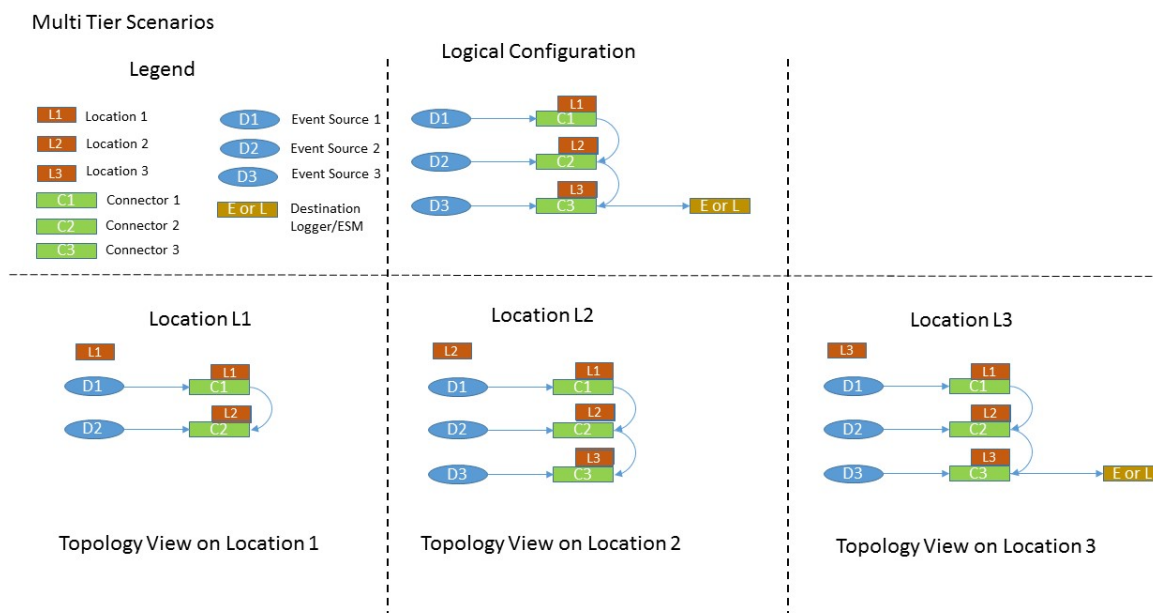 Multi Tier Scenarios
Legend
L1 Location 1
L2 Location 2
L3 Location 3
C1 Connector 1
C2 Connector 2
C3 Connector 3
D1 Event Source 1
D2 Event Source 2
D3 Event Source 3
E or L Destination
Logger/ESM
Logical Configuration
L1
D1 C1
L2
D2 C2
L3
D3 C3 E or L
Location L1
L1
L1
D1 C1
L2
D2 C2
Topology View on Location 1
Location L2
L2
L1
D1 C1
L2
D2 C2
L3
D3 C3
Topology View on Location 2
Location L3
L3
L1
D1 C1
L2
D2 C2
L3
D3 C3 E or L
Topology View on Location 3